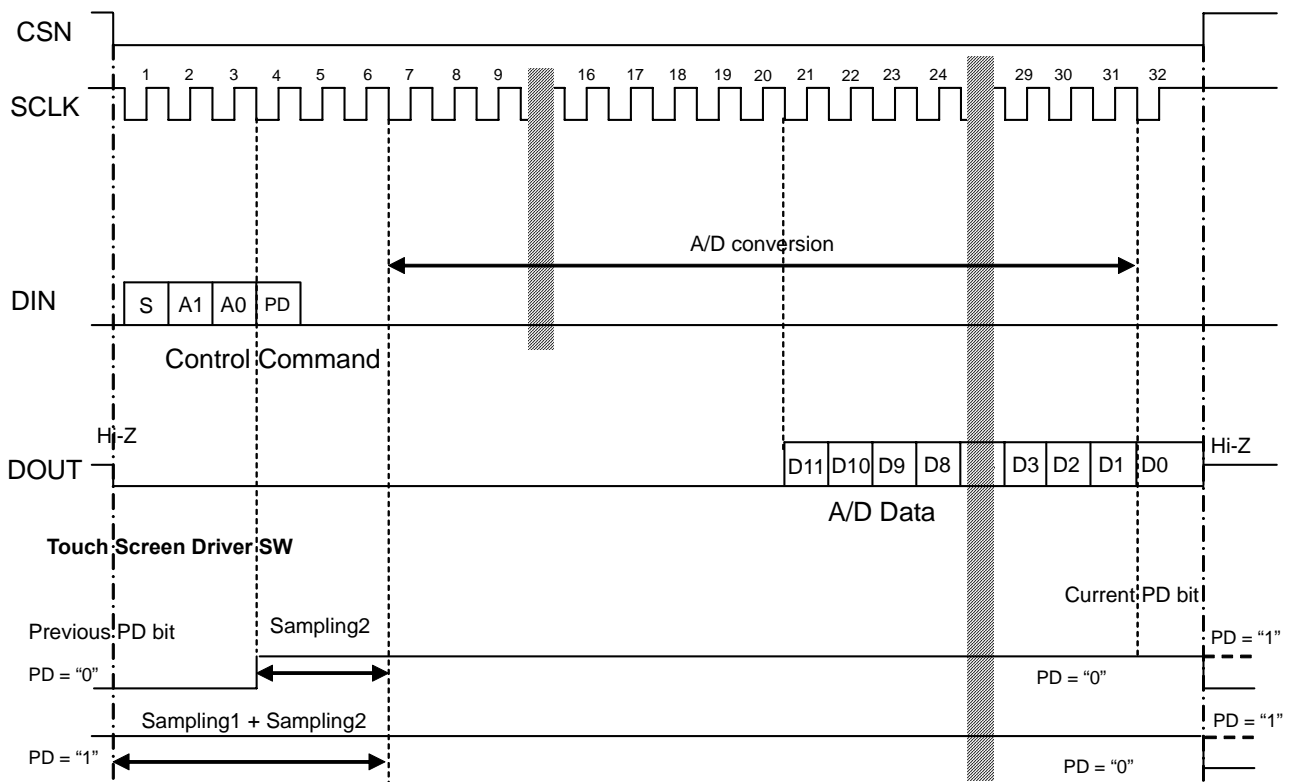 CSN
1 2 3 4 5 6 7 8 9 16 17 18 19 20 21 22 23 24 29 30 31 32
SCLK
A/D conversion
DIN
S A1 A0 PD
Control Command
Hi-Z
Hi-Z
DOUT
D11 D10 D9 D8 D3 D2 D1 D0
A/D Data
Touch Screen Driver SW
Current PD bit
Previous PD bit
Sampling2
PD = “1”
PD = “0”
PD = “0”
Sampling1 + Sampling2
PD = “1”
PD = “1”
PD = “0”